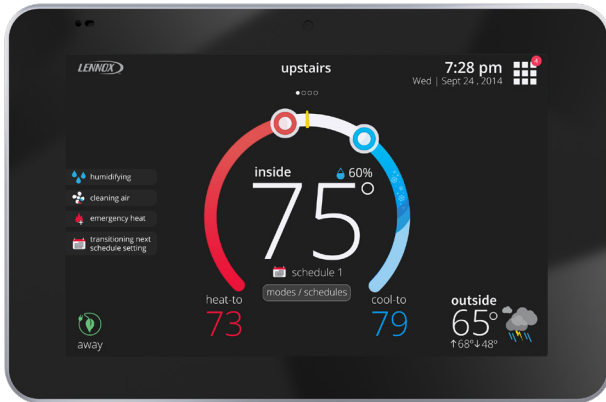 LENNOX
upstairs
7:28 pm
Wed | Sept 24 , 2014
4
humidifying
cleaning air
emergency heat
transitioning next
schedule setting
inside
60%
75°
schedule 1
modes / schedules
heat-to
73
cool-to
79
outside
65°
↑68°↓48°
away